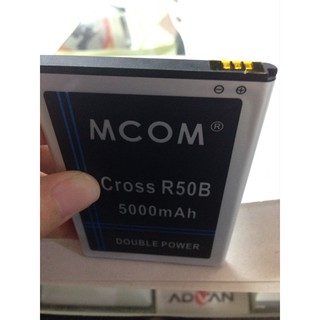 MCOM®
Cross R50B
5000mAh
DOUBLE POWER
ADVAN